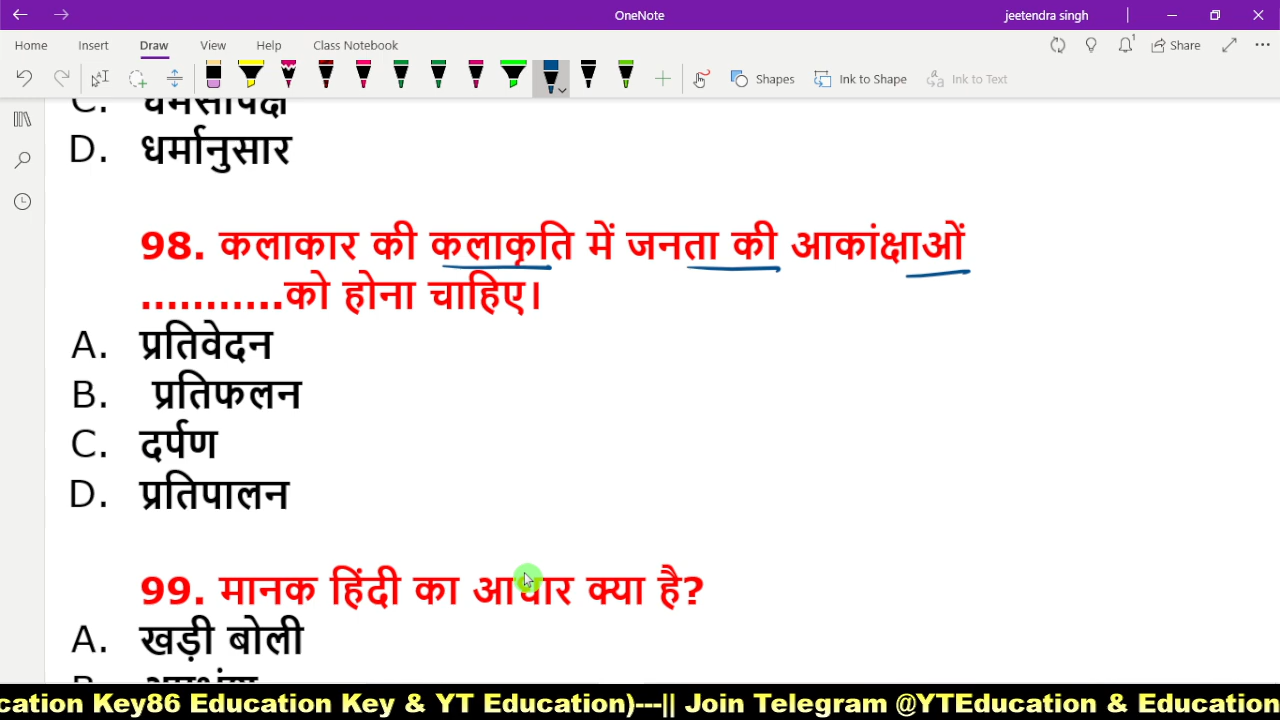 OneNote
jeetendra singh
Home Insert Draw View Help Class Notebook
Share
Shapes Ink to Shape Ink to Text
C. धर्मसापेक्ष
D. धर्मानुसार
98. कलाकार की कलाकृति में जनता की आकांक्षाओं
...........को होना चाहिए।
A. प्रतिवेदन
B. प्रतिफलन
C. दर्पण
D. प्रतिपालन
99. मानक हिंदी का आधार क्या है?
A. खड़ी बोली
B.
cation Key86 Education Key & YT Education)---|| Join Telegram @YTEducation & Education